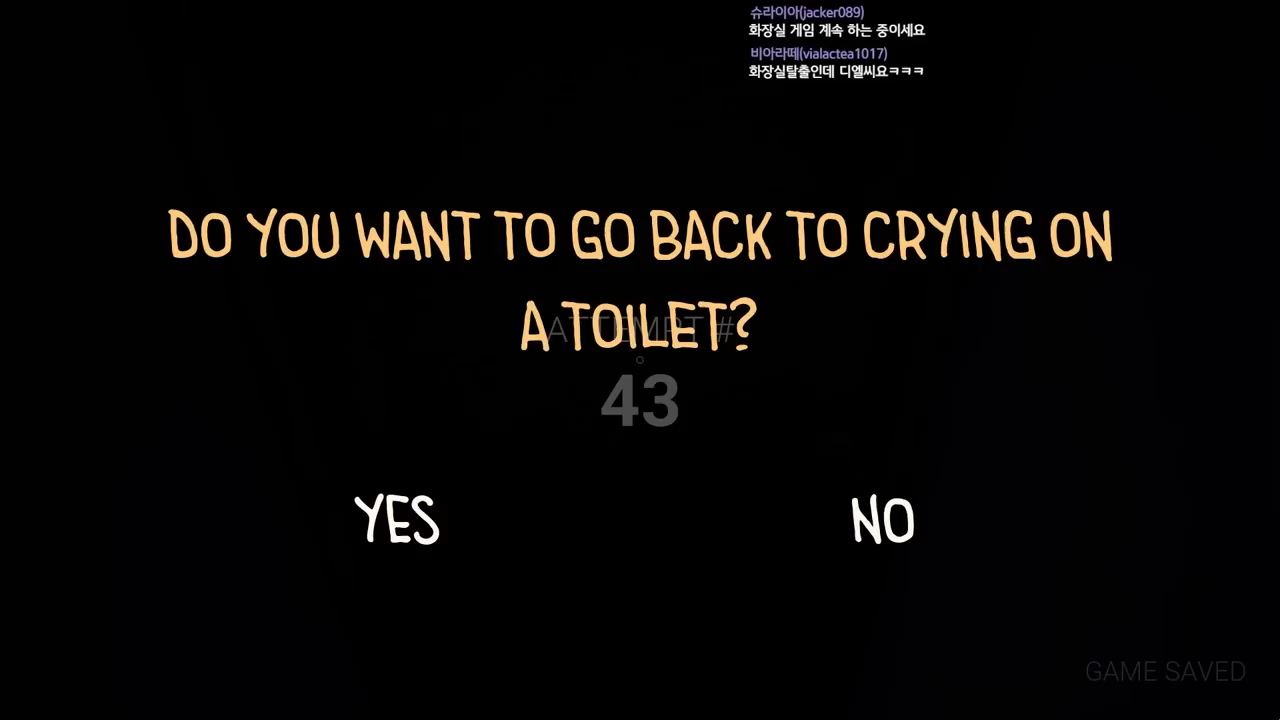 슈라이아(jacker089)
화장실 게임 계속 하는 중이세요
비아라떼(vialactea1017)
화장실탈출인데 디엘씨요ㅋㅋㅋ
DO YOU WANT TO GO BACK TO CRYING ON
A TOILET?
ATTEMPT #
43
YES
NO
GAME SAVED